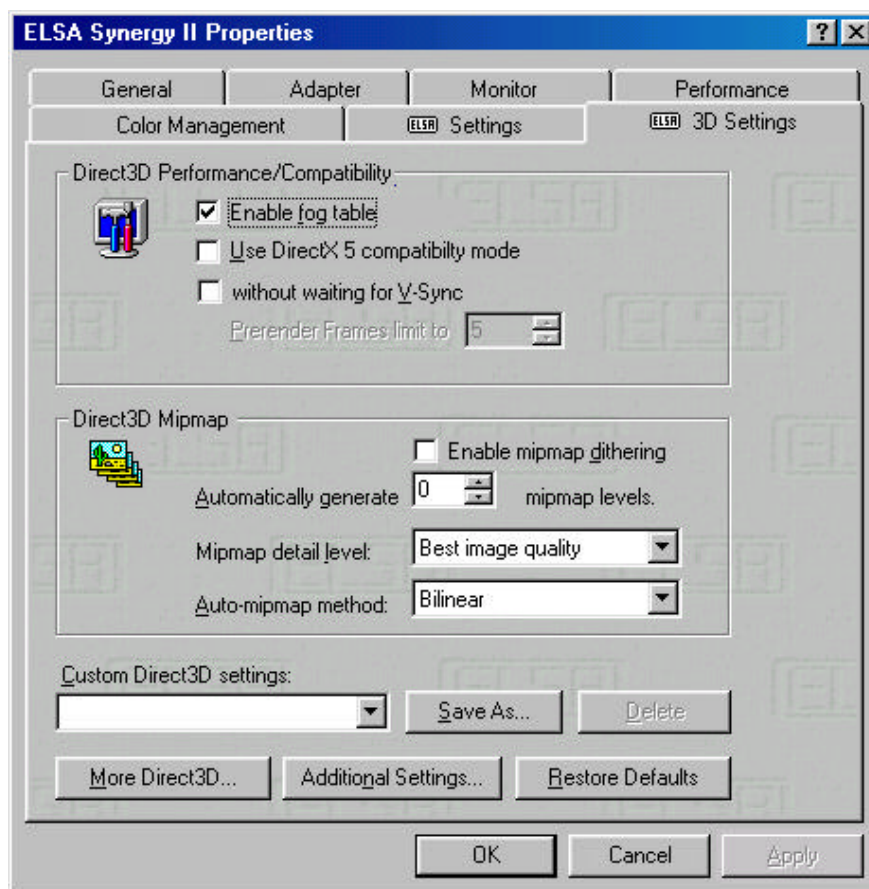 ELSA Synergy II Properties
General Adapter Monitor Performance
Color Management ELSA Settings ELSA 3D Settings
Direct3D Performance/Compatibility
Enable fog table
Use DirectX 5 compatibilty mode
without waiting for V-Sync
Prerender Frames limit to 5
Direct3D Mipmap
Enable mipmap dithering
Automatically generate 0 mipmap levels.
Mipmap detail level: Best image quality
Auto-mipmap method: Bilinear
Custom Direct3D settings:
Save As... Delete
More Direct3D... Additional Settings... Restore Defaults
OK Cancel Apply